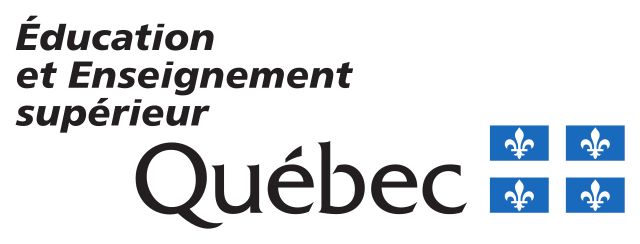 Éducation
et Enseignement
supérieur
Québec